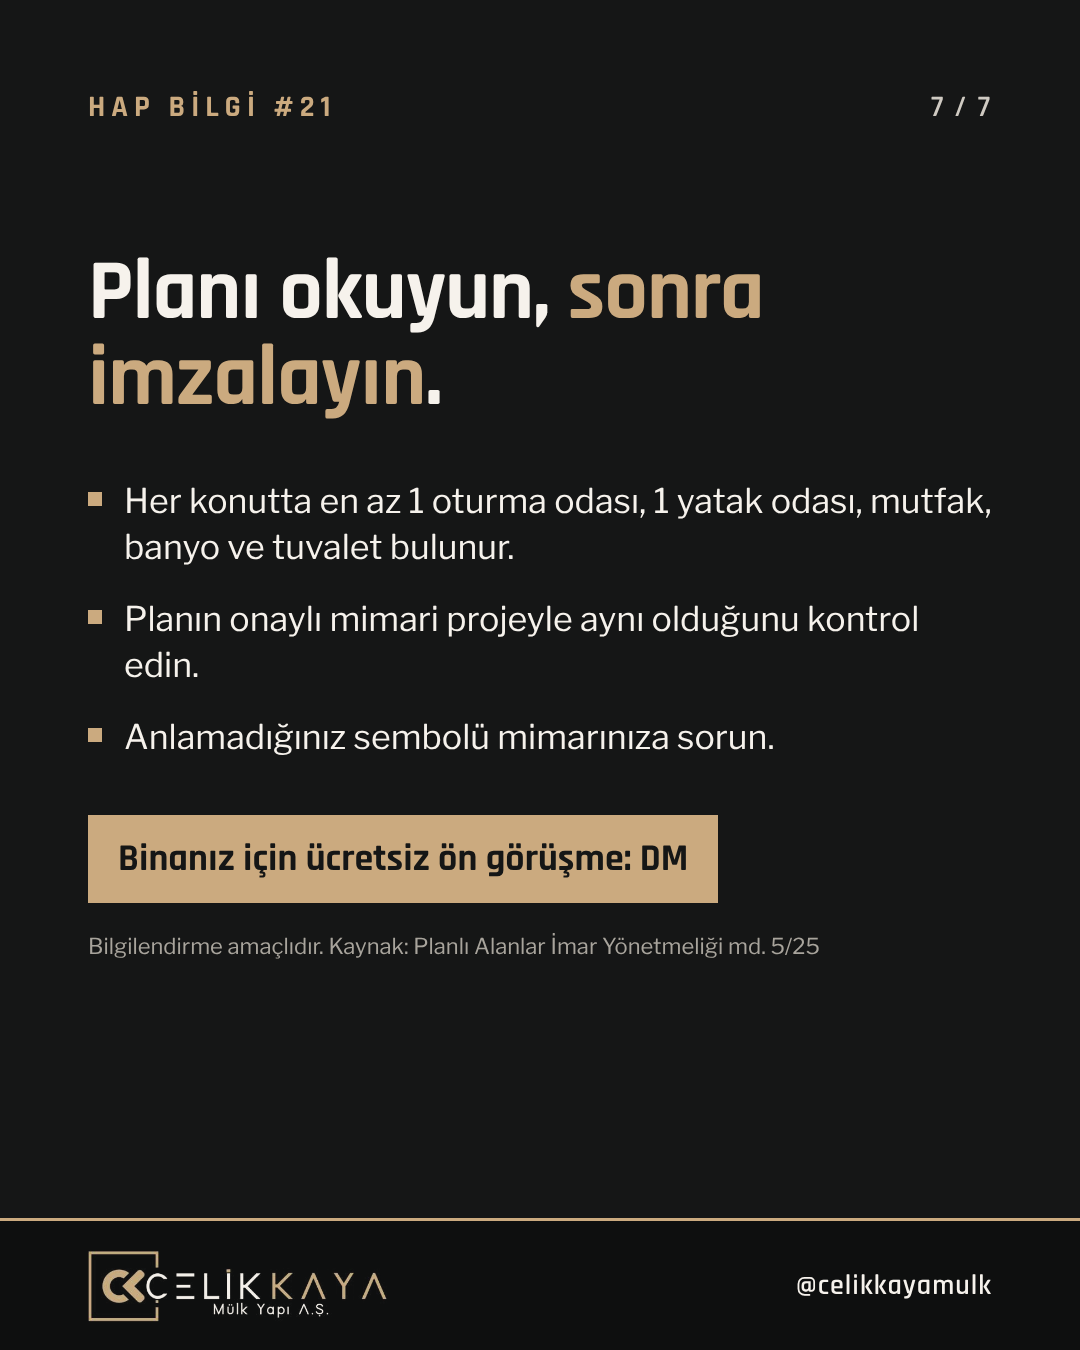 HAP BİLGİ #21
7 / 7
Planı okuyun, sonra
imzalayın.
Her konutta en az 1 oturma odası, 1 yatak odası, mutfak,
banyo ve tuvalet bulunur.
Planın onaylı mimari projeyle aynı olduğunu kontrol
edin.
Anlamadığınız sembolü mimarınıza sorun.
Binanız için ücretsiz ön görüşme: DM
Bilgilendirme amaçlıdır. Kaynak: Planlı Alanlar İmar Yönetmeliği md. 5/25
ÇELİKKAYA
Mülk Yapı A.Ş.
@celikkayamulk